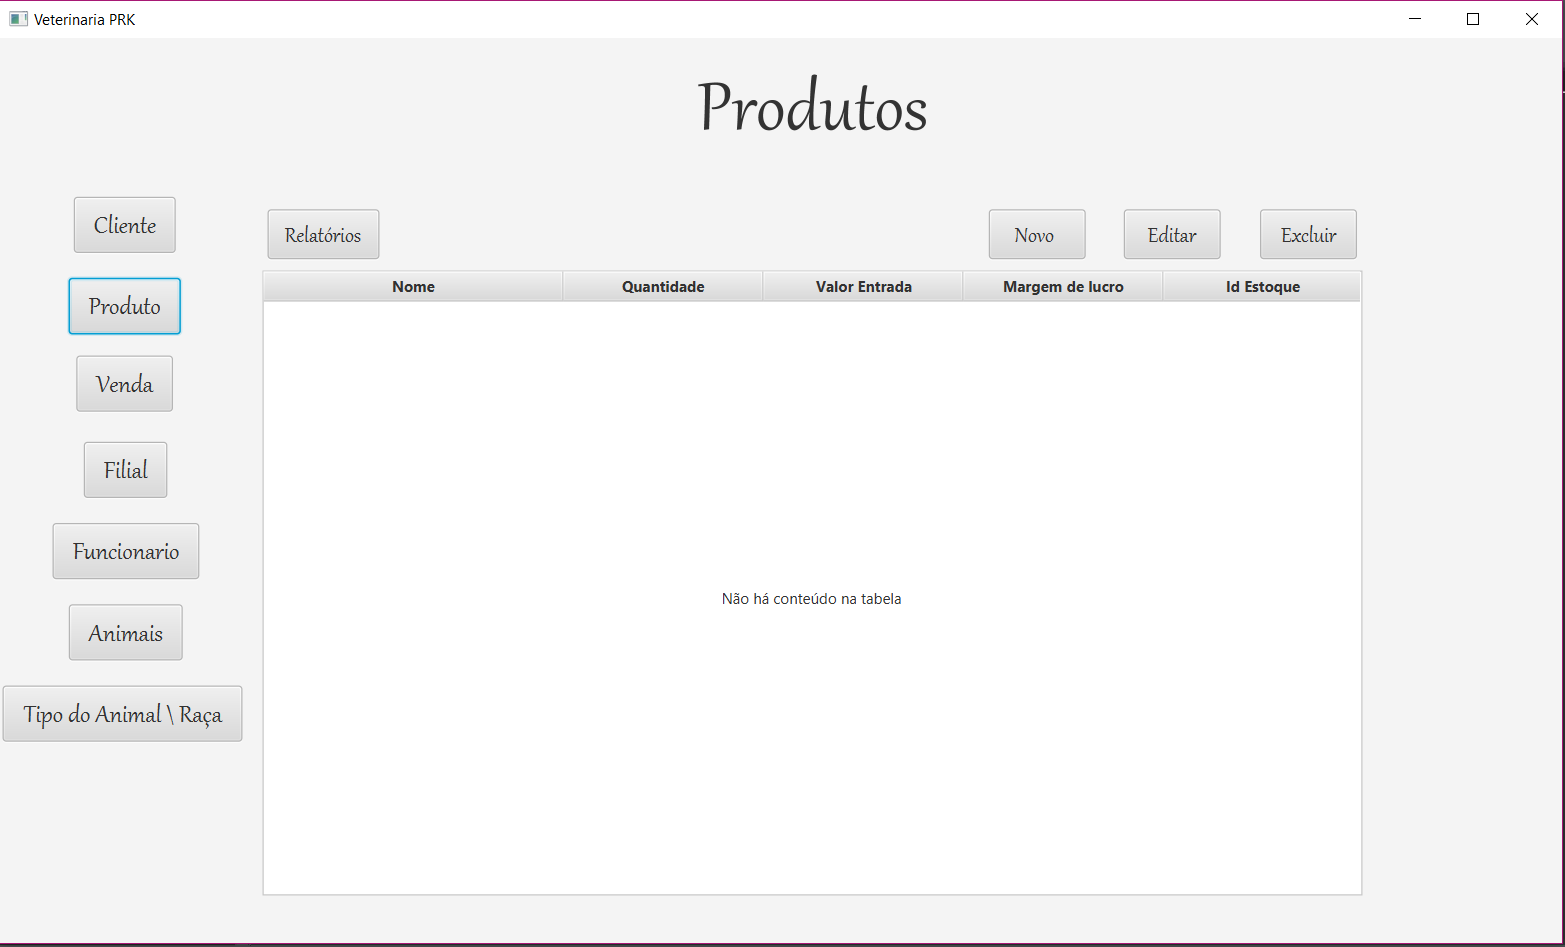 Veterinaria PRK
Produtos
Cliente
Produto
Venda
Filial
Funcionario
Animais
Tipo do Animal \ Raça
Relatórios
Novo
Editar
Excluir
Nome Quantidade Valor Entrada Margem de lucro Id Estoque
Não há conteúdo na tabela